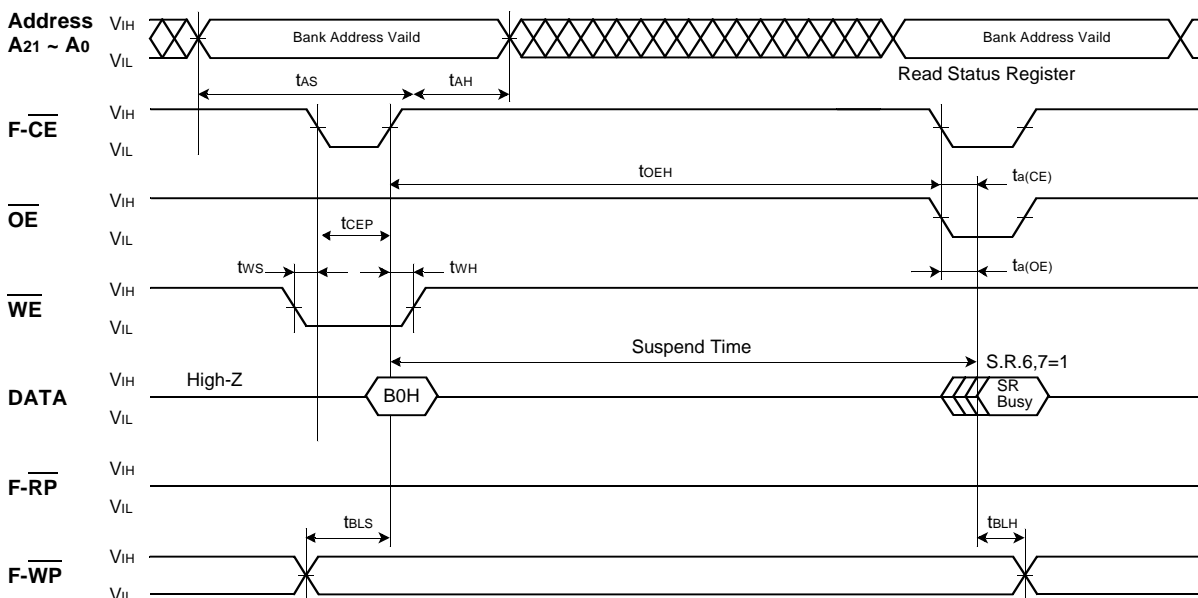 Address
A21 ~ A0
VIH
VIL
Bank Address Vaild
Bank Address Vaild
Read Status Register
tAS
tAH
F-CE
VIH
VIL
tOEH
ta(CE)
OE
VIH
VIL
tCEP
tWS
tWH
ta(OE)
WE
VIH
VIL
Suspend Time
S.R.6,7=1
DATA
VIH
VIL
High-Z
B0H
SR
Busy
F-RP
VIH
VIL
tBLS
tBLH
F-WP
VIH
VIL